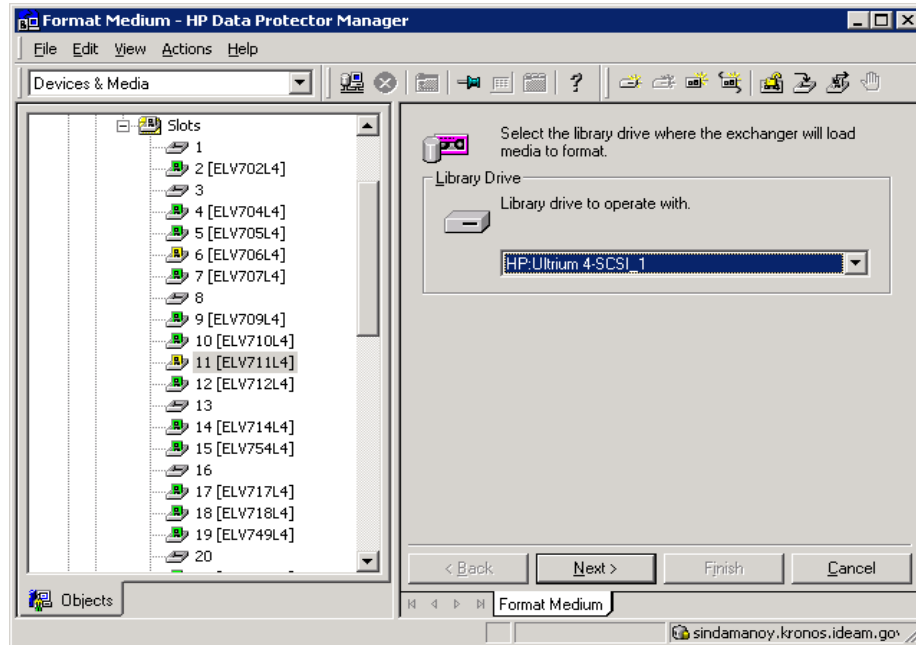 Format Medium - HP Data Protector Manager
File Edit View Actions Help
Devices & Media
Slots
1
2 [ELV702L4]
3
4 [ELV704L4]
5 [ELV705L4]
6 [ELV706L4]
7 [ELV707L4]
8
9 [ELV709L4]
10 [ELV710L4]
11 [ELV711L4]
12 [ELV712L4]
13
14 [ELV714L4]
15 [ELV754L4]
16
17 [ELV717L4]
18 [ELV718L4]
19 [ELV749L4]
20
Objects
Select the library drive where the exchanger will load
media to format.
Library Drive
Library drive to operate with.
HP:Ultrium 4-SCSI_1
< Back Next > Finish Cancel
Format Medium
sindamanoy.kronos.ideam.gov